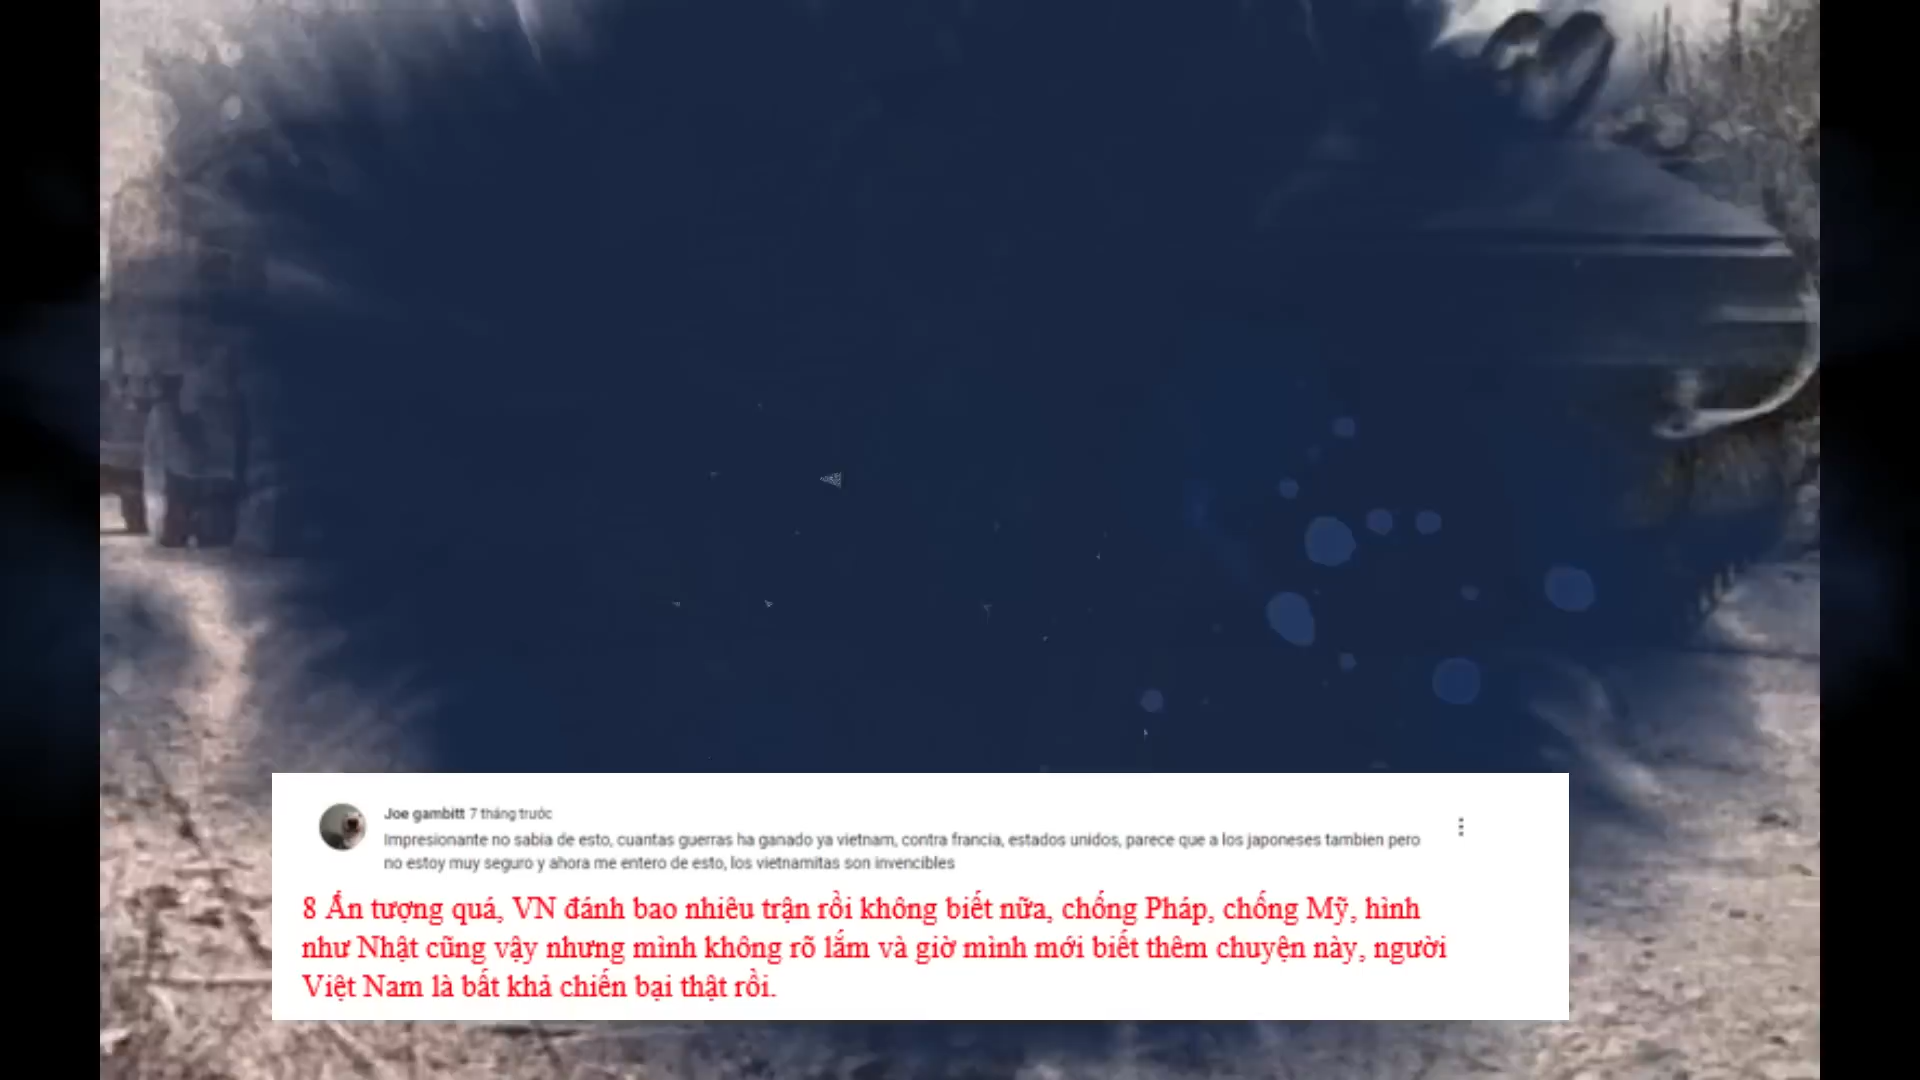 Joe gambitt 7 tháng trước
Impresionante no sabia de esto, cuantas guerras ha ganado ya vietnam, contra francia, estados unidos, parece que a los japoneses tambien pero
no estoy muy seguro y ahora me entero de esto, los vietnamitas son invencibles
8 Ấn tượng quá, VN đánh bao nhiêu trận rồi không biết nữa, chống Pháp, chống Mỹ, hình
như Nhật cũng vậy nhưng mình không rõ lắm và giờ mình mới biết thêm chuyện này, người
Việt Nam là bất khả chiến bại thật rồi.